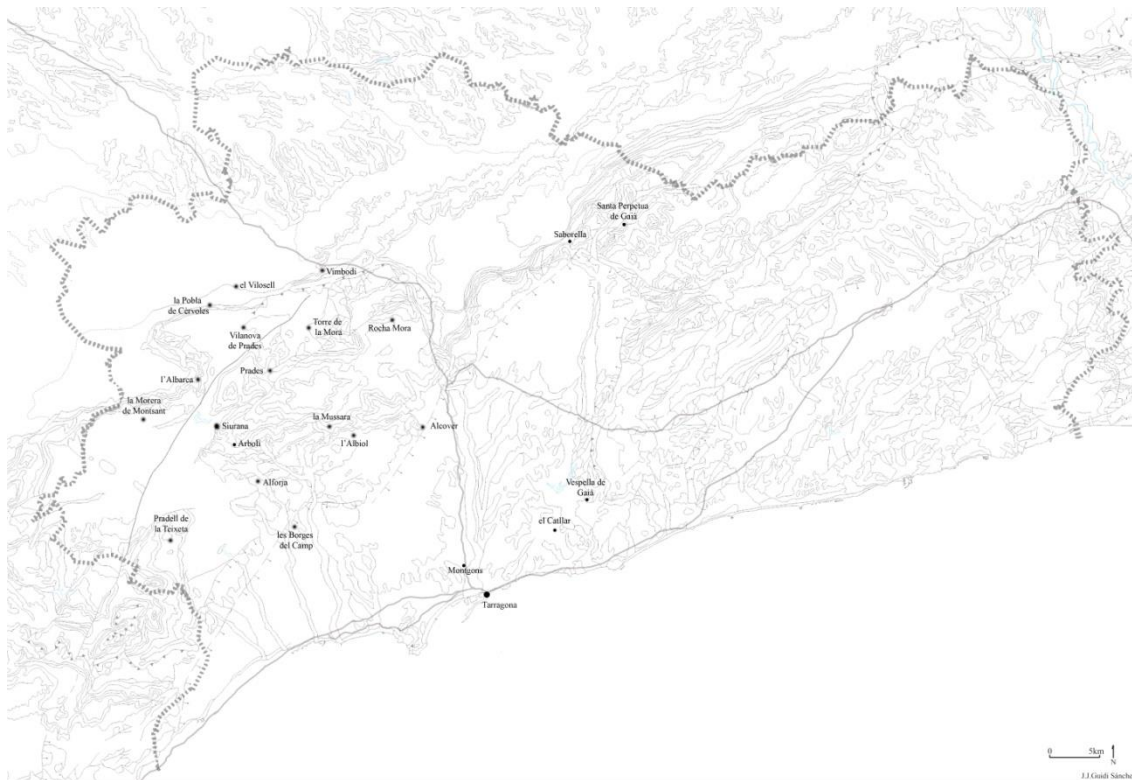 Santa Perpetua
de Gaià
Saborella
Vimbodí
el Vilosell
la Pobla
de Cérvoles
Vilanova
de Prades
Torre de
la Mora
Rocha Mora
Prades
l'Albarca
la Morera
de Montsant
Siurana
la Mussara
l'Albiol
Alcover
Arbolí
Alforja
Vespella de
Gaià
Pradell de
la Teixeta
les Borges
del Camp
el Catllar
Montgons
Tarragona
0 5km
N
J.J.Guidi Sánche